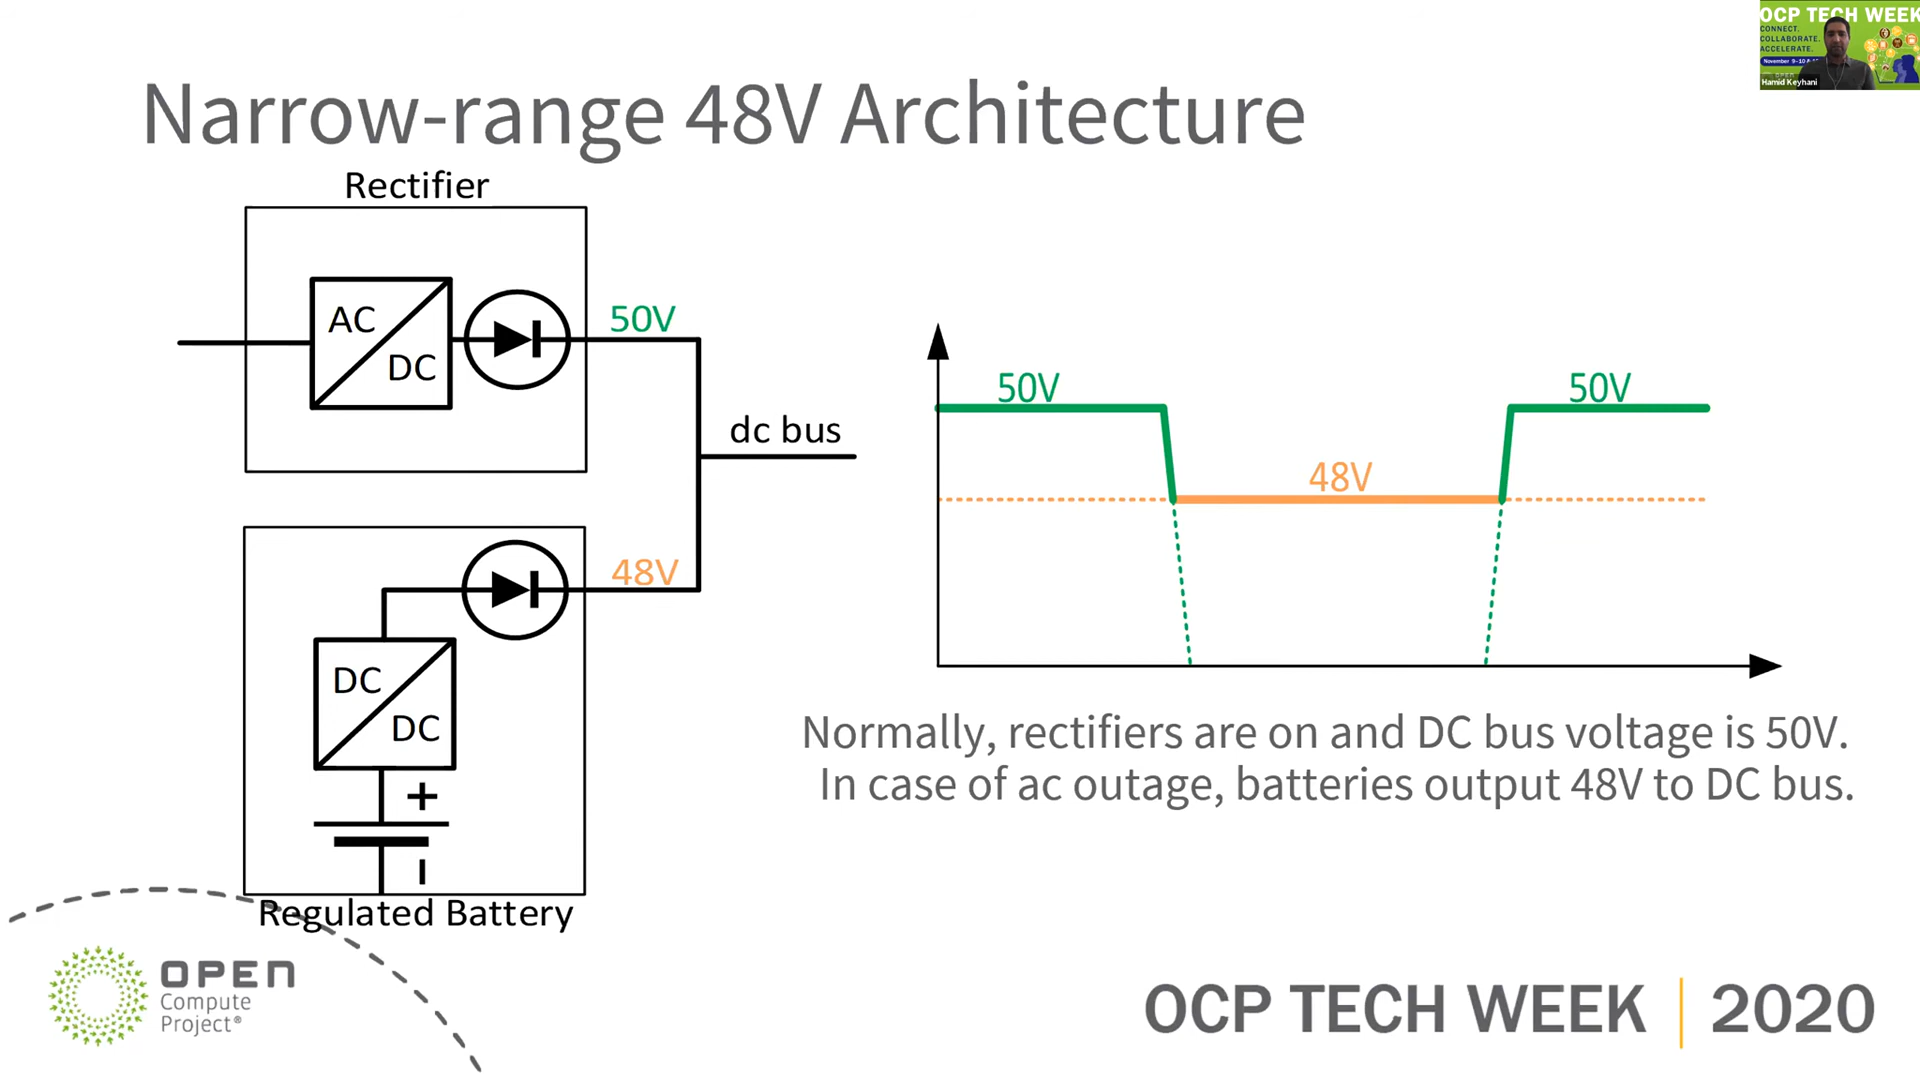 OCP TECH WEEK
CONNECT.
COLLABORATE.
ACCELERATE.
Hamid Keyhani
Narrow-range 48V Architecture
Rectifier
AC
DC
50V
dc bus
48V
DC
DC
+
–
Regulated Battery
50V
50V
48V
Normally, rectifiers are on and DC bus voltage is 50V.
In case of ac outage, batteries output 48V to DC bus.
OPEN
Compute
Project®
OCP TECH WEEK | 2020